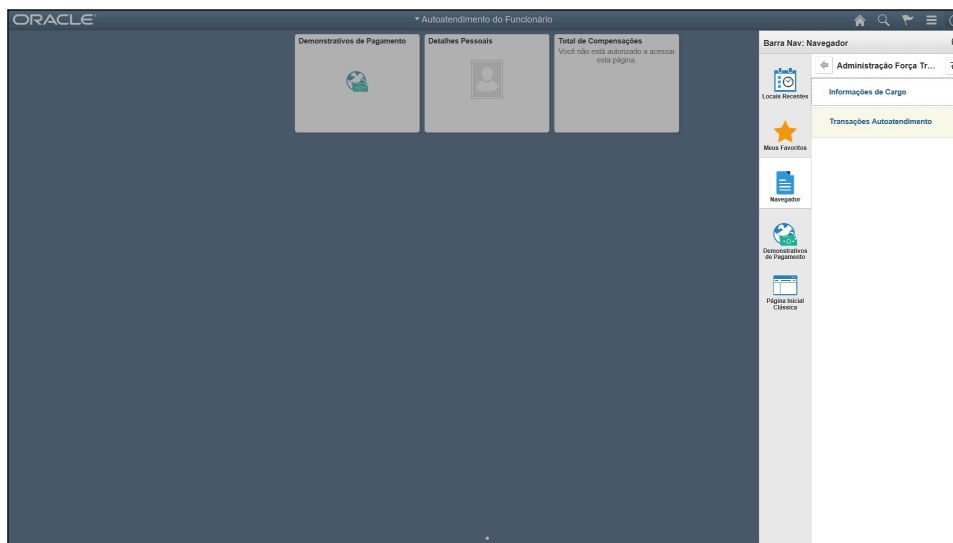 ORACLE
Autoatendimento do Funcionário
Demonstrativos de Pagamento
Detalhes Pessoais
Total de Compensações
Você não está autorizado a acessar
esta página.
Barra Nav: Navegador
Locais Recentes
Meus Favoritos
Navegador
Demonstrativos
de Pagamento
Página Inicial
Clássica
Administração Força Tr...
Informações de Cargo
Transações Autoatendimento